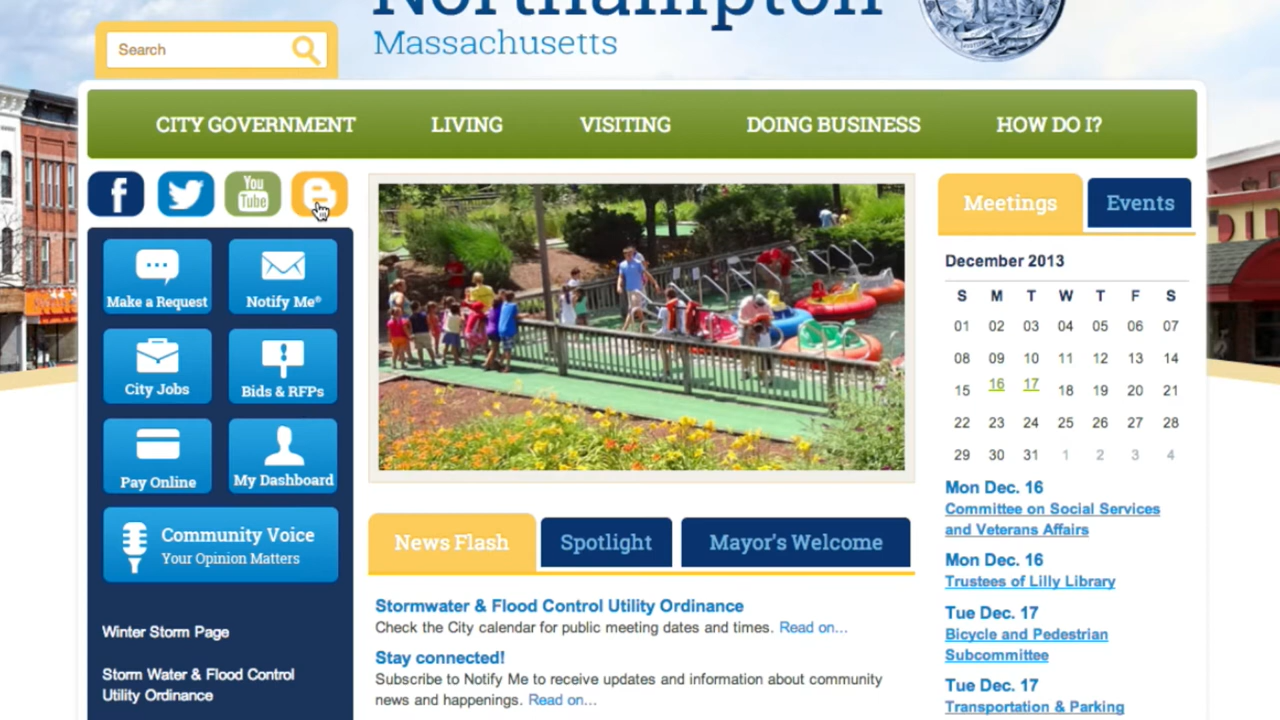 Northampton
Massachusetts
Search
CITY GOVERNMENT
LIVING
VISITING
DOING BUSINESS
HOW DO I?
f
You
Tube
B
Make a Request
Notify Me®
City Jobs
Bids & RFPs
Pay Online
My Dashboard
Community Voice
Your Opinion Matters
Winter Storm Page
Storm Water & Flood Control
Utility Ordinance
News Flash
Spotlight
Mayor's Welcome
Stormwater & Flood Control Utility Ordinance
Check the City calendar for public meeting dates and times. Read on...
Stay connected!
Subscribe to Notify Me to receive updates and information about community
news and happenings. Read on...
Meetings
Events
December 2013
S M T W T F S
01 02 03 04 05 06 07
08 09 10 11 12 13 14
15 16 17 18 19 20 21
22 23 24 25 26 27 28
29 30 31 1 2 3 4
Mon Dec. 16
Committee on Social Services
and Veterans Affairs
Mon Dec. 16
Trustees of Lilly Library
Tue Dec. 17
Bicycle and Pedestrian
Subcommittee
Tue Dec. 17
Transportation & Parking